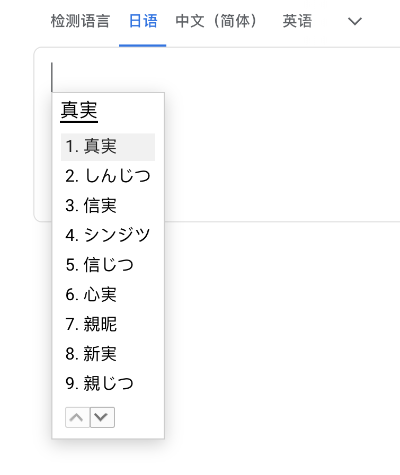 检测语言 日语 中文（简体） 英语
真実
1. 真実
2. しんじつ
3. 信実
4. シンジツ
5. 信じつ
6. 心実
7. 親昵
8. 新実
9. 親じつ